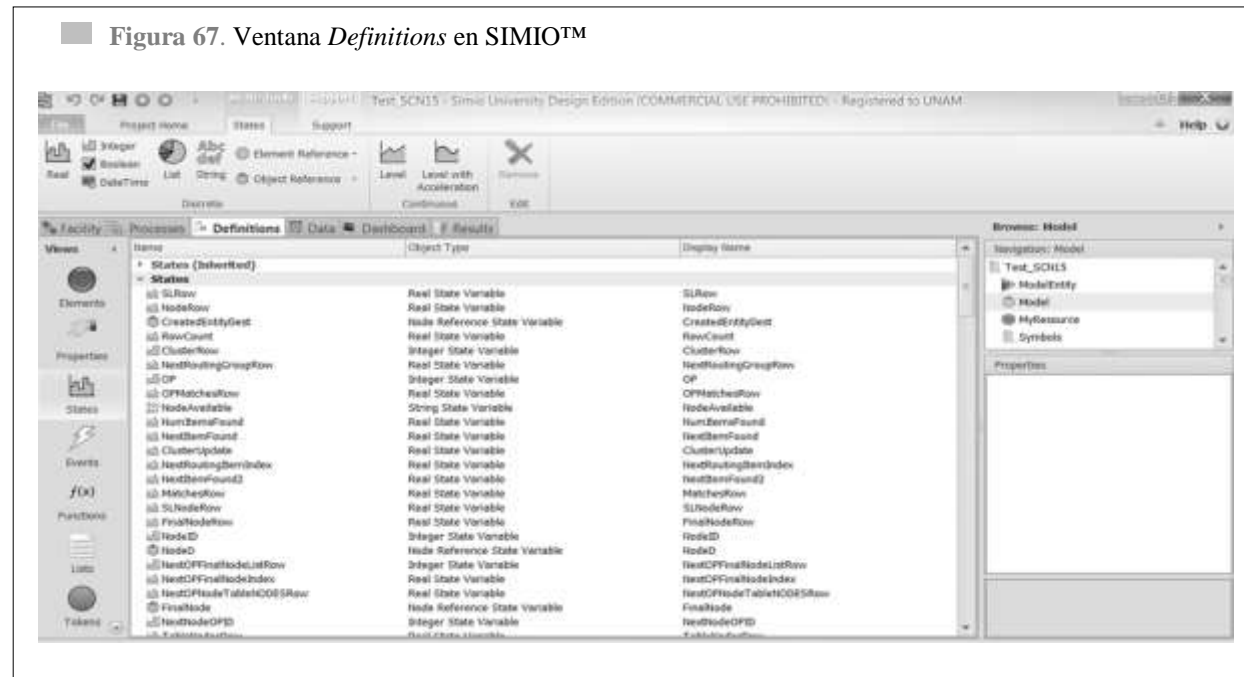 Figura 67. Ventana Definitions en SIMIO™
Test_SCN15 - Simio University Design Edition (COMMERCIAL USE PROHIBITED) - Registered to UNAM
Project Home States Support Help
Real Integer Boolean DateTime List Abc def String Element Reference Object Reference Level Level with Acceleration Remove
Discrete Continuous Edit
Facility Processes Definitions Data Dashboard Results Browse: Model
Views Name Object Type Display Name Navigation: Model
States (Inherited)
States
SLRow Real State Variable SLRow
NodeRow Real State Variable NodeRow
CreatedEntityDest Node Reference State Variable CreatedEntityDest
RowCount Real State Variable RowCount
ClusterRow Integer State Variable ClusterRow
NextRoutingGroupRow Real State Variable NextRoutingGroupRow
OP Integer State Variable OP
OPMatchesRow Real State Variable OPMatchesRow
NodeAvailable String State Variable NodeAvailable
NumItemsFound Real State Variable NumItemsFound
NextItemFound Real State Variable NextItemFound
ClusterUpdate Real State Variable ClusterUpdate
NextRoutingItemIndex Real State Variable NextRoutingItemIndex
NextItemFound2 Real State Variable NextItemFound2
MatchesRow Real State Variable MatchesRow
SLNodeRow Real State Variable SLNodeRow
FinalNodeRow Real State Variable FinalNodeRow
NodeID Integer State Variable NodeID
NodeD Node Reference State Variable NodeD
NextOPFinalNodeListRow Integer State Variable NextOPFinalNodeListRow
NextOPFinalNodeIndex Real State Variable NextOPFinalNodeIndex
NextOPNodeTableNODESRow Real State Variable NextOPNodeTableNODESRow
FinalNode Node Reference State Variable FinalNode
NextNodeOPID Integer State Variable NextNodeOPID
Real State Variable
Elements
Properties
States
Events
f(x)
Functions
Lists
Tokens
Test_SCN15
ModelEntity
Model
MyResource
Symbols
Properties